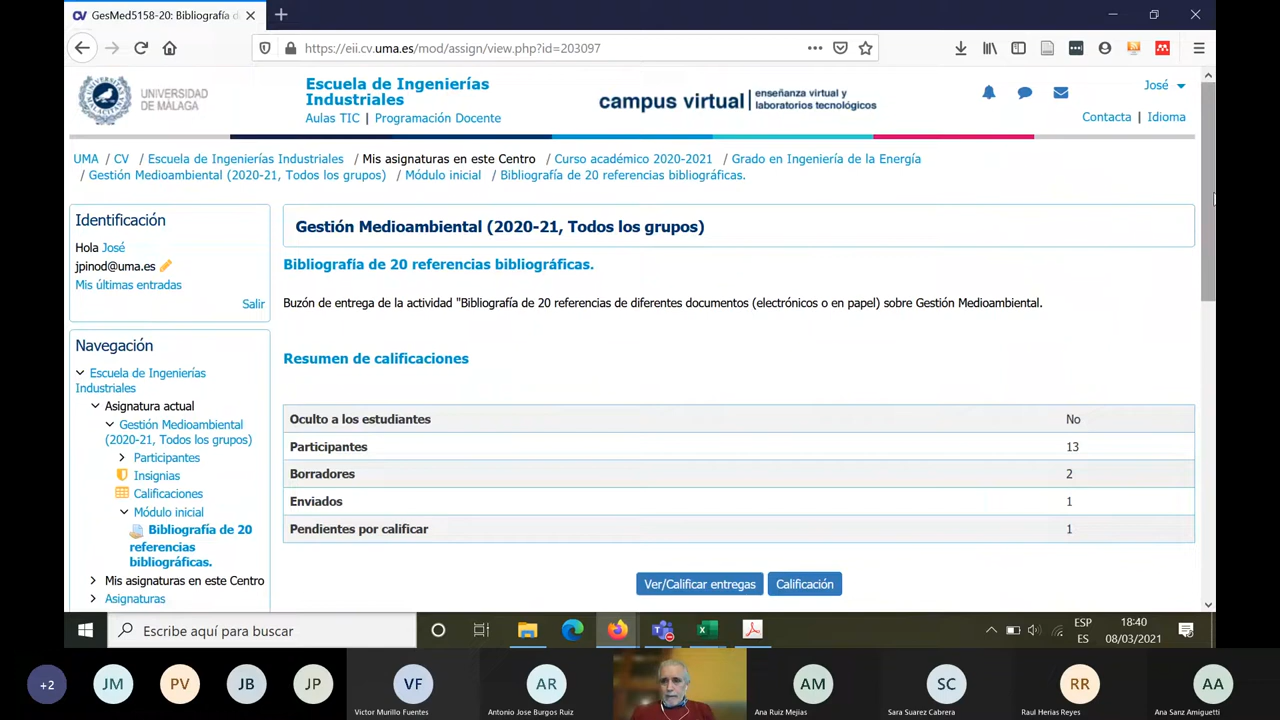 GesMed5158-20: Bibliografía d
https://eii.cv.uma.es/mod/assign/view.php?id=203097
UNIVERSIDAD
DE MÁLAGA
Escuela de Ingenierías
Industriales
Aulas TIC | Programación Docente
campus virtual
enseñanza virtual y
laboratorios tecnológicos
José
Contacta | Idioma
UMA / CV / Escuela de Ingenierías Industriales / Mis asignaturas en este Centro / Curso académico 2020-2021 / Grado en Ingeniería de la Energía
/ Gestión Medioambiental (2020-21, Todos los grupos) / Módulo inicial / Bibliografía de 20 referencias bibliográficas.
Identificación
Hola José
jpinod@uma.es
Mis últimas entradas
Salir
Navegación
Escuela de Ingenierías
Industriales
Asignatura actual
Gestión Medioambiental
(2020-21, Todos los grupos)
Participantes
Insignias
Calificaciones
Módulo inicial
Bibliografía de 20
referencias
bibliográficas.
Mis asignaturas en este Centro
Asignaturas
Gestión Medioambiental (2020-21, Todos los grupos)
Bibliografía de 20 referencias bibliográficas.
Buzón de entrega de la actividad "Bibliografía de 20 referencias de diferentes documentos (electrónicos o en papel) sobre Gestión Medioambiental.
Resumen de calificaciones
Oculto a los estudiantes No
Participantes 13
Borradores 2
Enviados 1
Pendientes por calificar 1
Ver/Calificar entregas Calificación
Escribe aquí para buscar
ESP
ES
18:40
08/03/2021
+2 JM PV JB JP VF AR AM SC RR AA
Victor Murillo Fuentes Antonio Jose Burgos Ruiz Ana Ruiz Mejias Sara Suarez Cabrera Raul Herias Reyes Ana Sanz Amiguetti